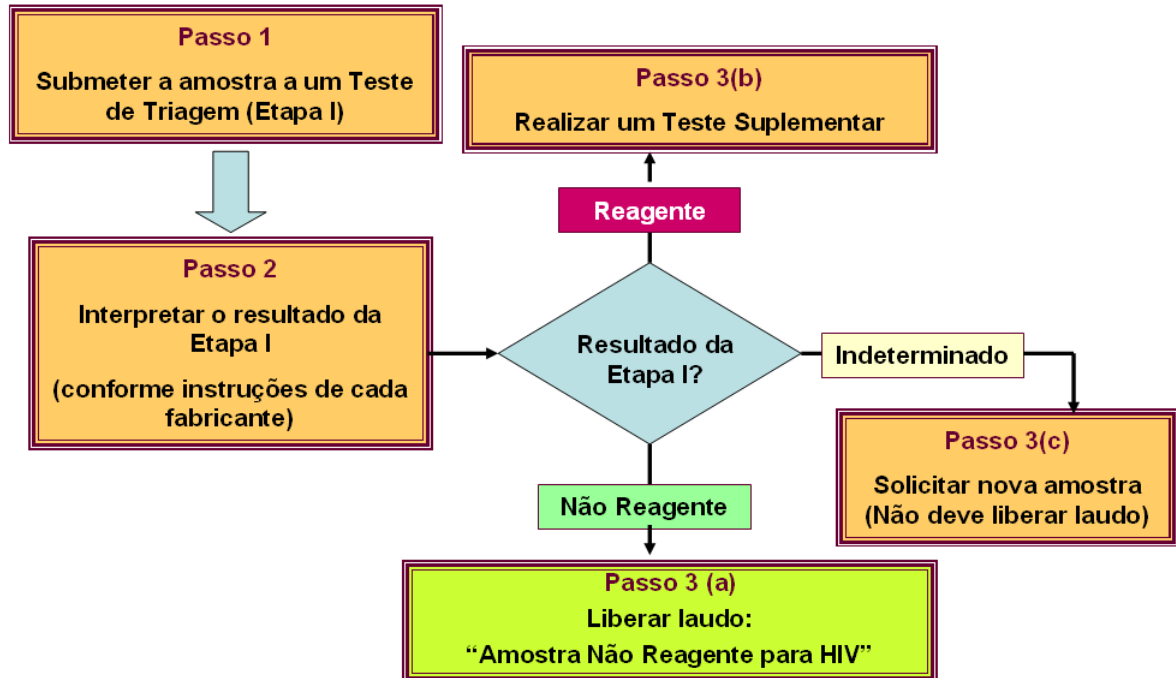 Passo 1
Submeter a amostra a um Teste
de Triagem (Etapa I)
Passo 2
Interpretar o resultado da
Etapa I
(conforme instruções de cada
fabricante)
Resultado da
Etapa I?
Reagente
Passo 3(b)
Realizar um Teste Suplementar
Indeterminado
Passo 3(c)
Solicitar nova amostra
(Não deve liberar laudo)
Não Reagente
Passo 3 (a)
Liberar laudo:
“Amostra Não Reagente para HIV”